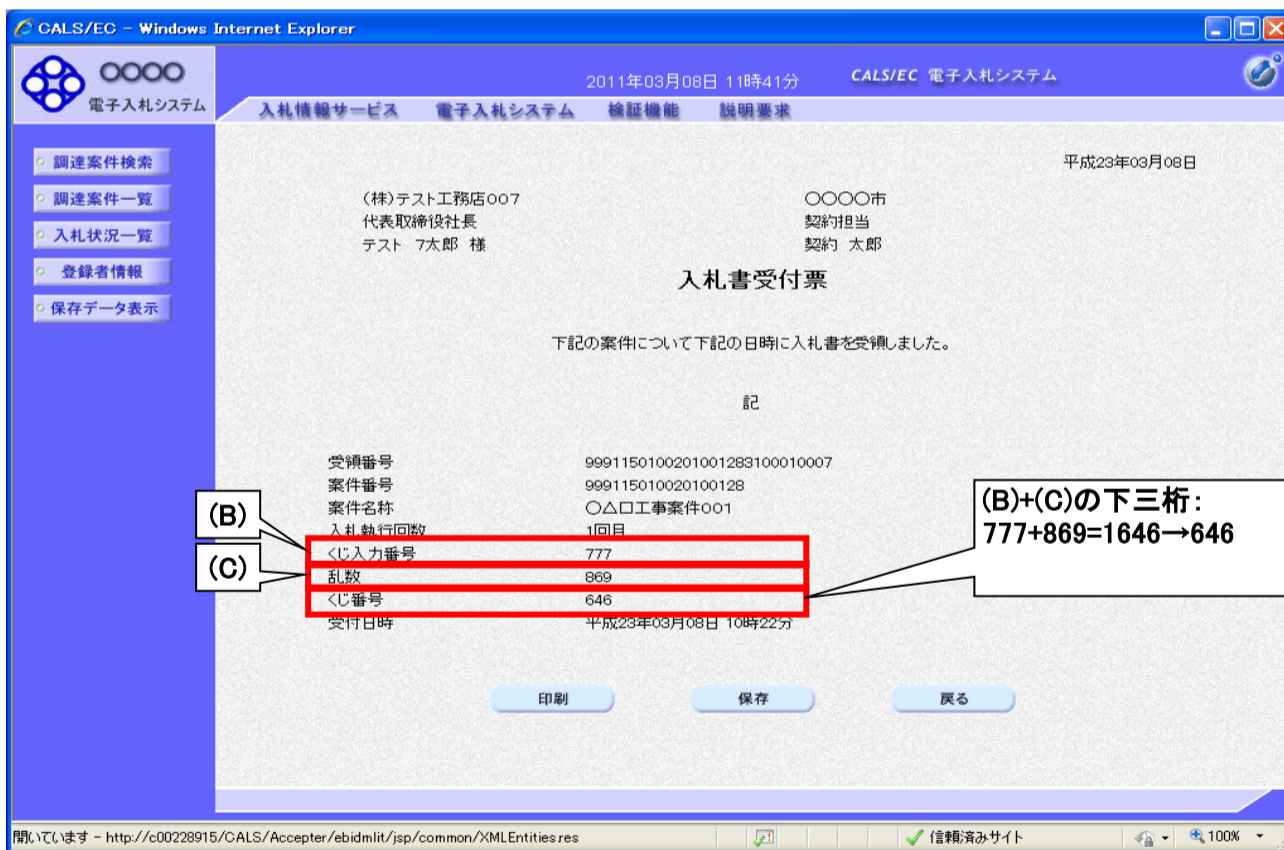 CALS/EC - Windows Internet Explorer
〇〇〇〇
電子入札システム
2011年03月08日 11時41分
CALS/EC 電子入札システム
入札情報サービス 電子入札システム 検証機能 説明要求
調達案件検索
調達案件一覧
入札状況一覧
登録者情報
保存データ表示
平成23年03月08日
(株)テスト工務店007
代表取締役社長
テスト 7太郎 様
〇〇〇〇市
契約担当
契約 太郎
入札書受付票
下記の案件について下記の日時に入札書を受領しました。
記
受領番号 9991150100201001283100010007
案件番号 999115010020100128
案件名称 〇△口工事案件001
入札執行回数 1回目
くじ入力番号 777
乱数 869
くじ番号 646
受付日時 平成23年03月08日 10時22分
(B)
(C)
(B)+(C)の下三桁:
777+869=1646→646
印刷 保存 戻る
開いています - http://c00228915/CALS/Accepter/ebidmlit/jsp/common/XMLEntities.res
信頼済みサイト
100%